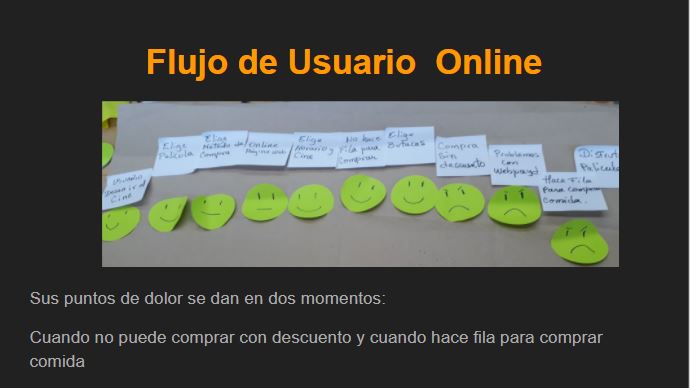 Flujo de Usuario Online
Usuario
desea ir al
Cine
Elige
Pelicula
Elige
Metodo de
Compra
Online
Pagina web
Elige
Horario y
Cine
No hace
Fila para
Comprar
Elige
Butacas
Compra
Sin
descuento
Problemas
con
Webpay
Hace Fila
Para comprar
comida.
Disfruta
Pelicula
Sus puntos de dolor se dan en dos momentos:
Cuando no puede comprar con descuento y cuando hace fila para comprar
comida